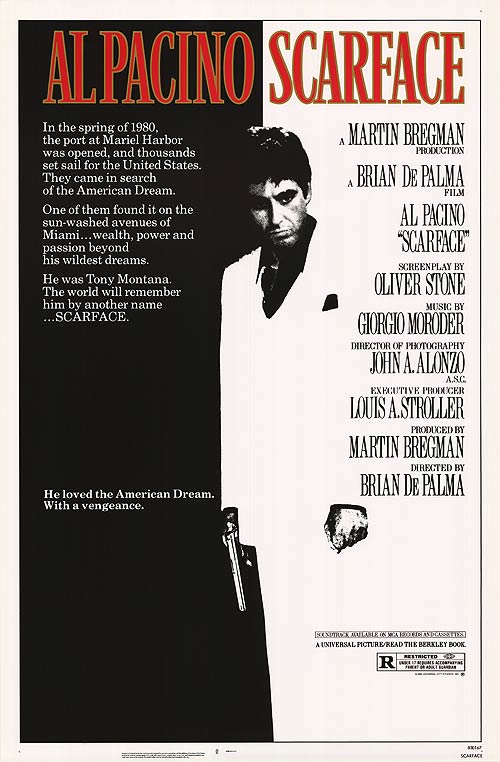 AL PACINO SCARFACE
In the spring of 1980,
the port at Mariel Harbor
was opened, and thousands
set sail for the United States.
They came in search
of the American Dream.
One of them found it on the
sun-washed avenues of
Miami...wealth, power and
passion beyond
his wildest dreams.
He was Tony Montana.
The world will remember
him by another name
...SCARFACE.
He loved the American Dream.
With a vengeance.
A MARTIN BREGMAN
PRODUCTION
A BRIAN DE PALMA
FILM
AL PACINO
"SCARFACE"
SCREENPLAY BY
OLIVER STONE
MUSIC BY
GIORGIO MORODER
DIRECTOR OF PHOTOGRAPHY
JOHN A. ALONZO
A.S.C.
EXECUTIVE PRODUCER
LOUIS A. STROLLER
PRODUCED BY
MARTIN BREGMAN
DIRECTED BY
BRIAN DE PALMA
SOUNDTRACK AVAILABLE ON MCA RECORDS AND CASSETTES.
A UNIVERSAL PICTURE/READ THE BERKLEY BOOK.
R RESTRICTED
UNDER 17 REQUIRES ACCOMPANYING
PARENT OR ADULT GUARDIAN
830167
SCARFACE